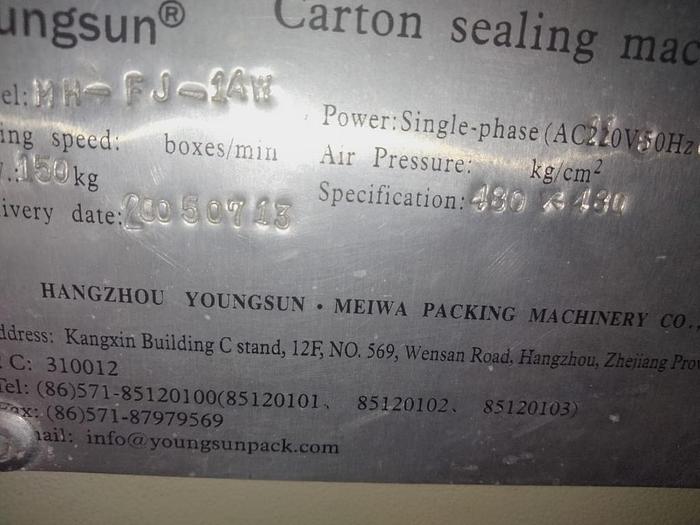 ungsun® Carton sealing mac
el: MH-FJ-1AW
Power: Single-phase (AC220V50Hz
ing speed: boxes/min
Air Pressure: kg/cm²
.:150kg
Specification: 480 × 480
ivery date: 20050713
HANGZHOU YOUNGSUN · MEIWA PACKING MACHINERY CO.,
ddress: Kangxin Building C stand, 12F, NO. 569, Wensan Road, Hangzhou, Zhejiang Prov
C: 310012
Tel: (86)571-85120100(85120101、 85120102、 85120103)
ax: (86)571-87979569
mail: info@youngsunpack.com